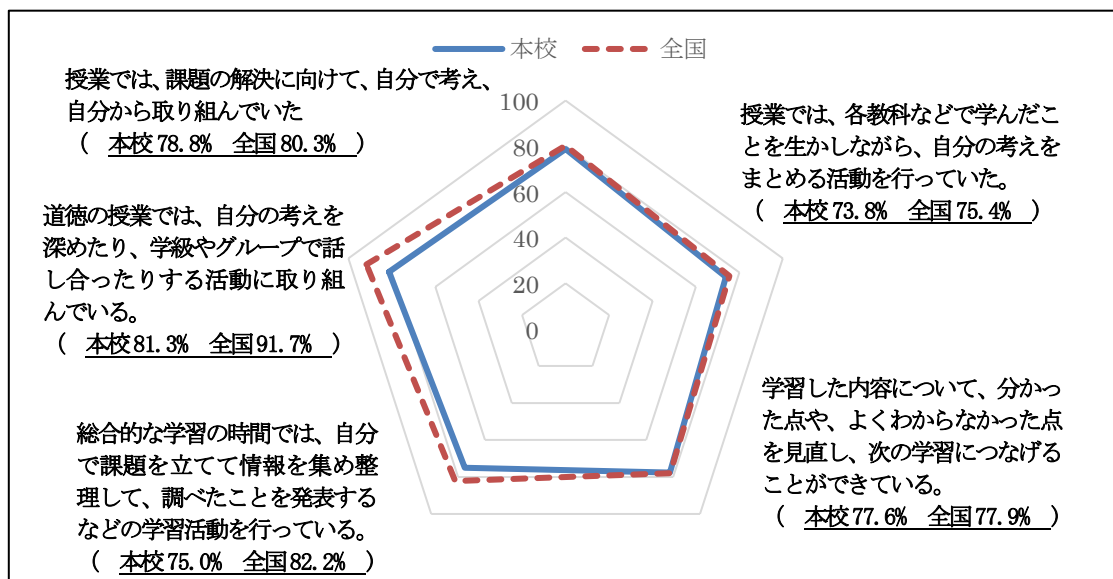 本校 全国
授業では、課題の解決に向けて、自分で考え、
自分から取り組んでいた
( 本校78.8% 全国80.3% )
100
80
60
40
20
0
授業では、各教科などで学んだこ
とを生かしながら、自分の考えを
まとめる活動を行っていた。
( 本校73.8% 全国75.4% )
道徳の授業では、自分の考えを
深めたり、学級やグループで話
し合ったりする活動に取り組
んでいる。
( 本校81.3% 全国91.7% )
学習した内容について、分かっ
た点や、よくわからなかった点
を見直し、次の学習につなげる
ことができている。
( 本校77.6% 全国77.9% )
総合的な学習の時間では、自分
で課題を立てて情報を集め整
理して、調べたことを発表する
などの学習活動を行っている。
( 本校75.0% 全国82.2% )